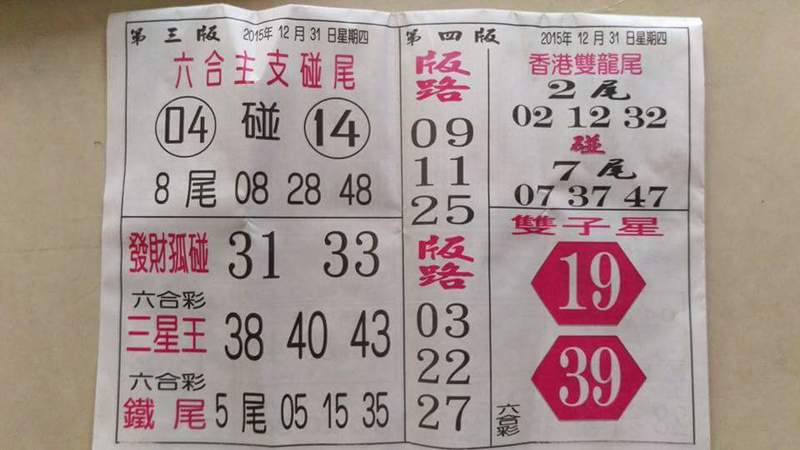 第三版 2015年12月31日星期四
六合主支碰尾
04 碰 14
8尾 08 28 48
發財孤碰 31 33
六合彩
三星王 38 40 43
六合彩
鐵尾 5尾 05 15 35
第四版 2015年12月31日星期四
版路
09
11
25
版路
03
22
27
香港雙龍尾
2尾
02 12 32
碰
7尾
07 37 47
雙子星
19
39
六合彩